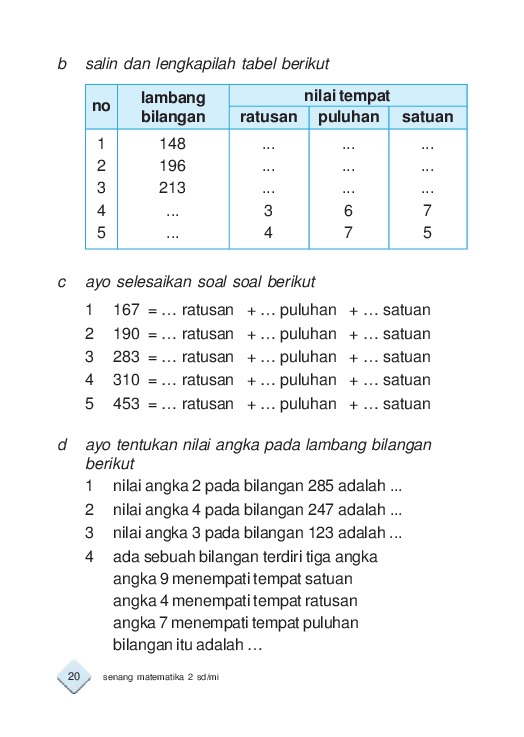 b salin dan lengkapilah tabel berikut
no lambang bilangan nilai tempat
ratusan puluhan satuan
1 148 ... ... ...
2 196 ... ... ...
3 213 ... ... ...
4 ... 3 6 7
5 ... 4 7 5
c ayo selesaikan soal soal berikut
1 167 = … ratusan + … puluhan + … satuan
2 190 = … ratusan + … puluhan + … satuan
3 283 = … ratusan + … puluhan + … satuan
4 310 = … ratusan + … puluhan + … satuan
5 453 = … ratusan + … puluhan + … satuan
d ayo tentukan nilai angka pada lambang bilangan
berikut
1 nilai angka 2 pada bilangan 285 adalah ...
2 nilai angka 4 pada bilangan 247 adalah ...
3 nilai angka 3 pada bilangan 123 adalah ...
4 ada sebuah bilangan terdiri tiga angka
angka 9 menempati tempat satuan
angka 4 menempati tempat ratusan
angka 7 menempati tempat puluhan
bilangan itu adalah …
20 senang matematika 2 sd/mi